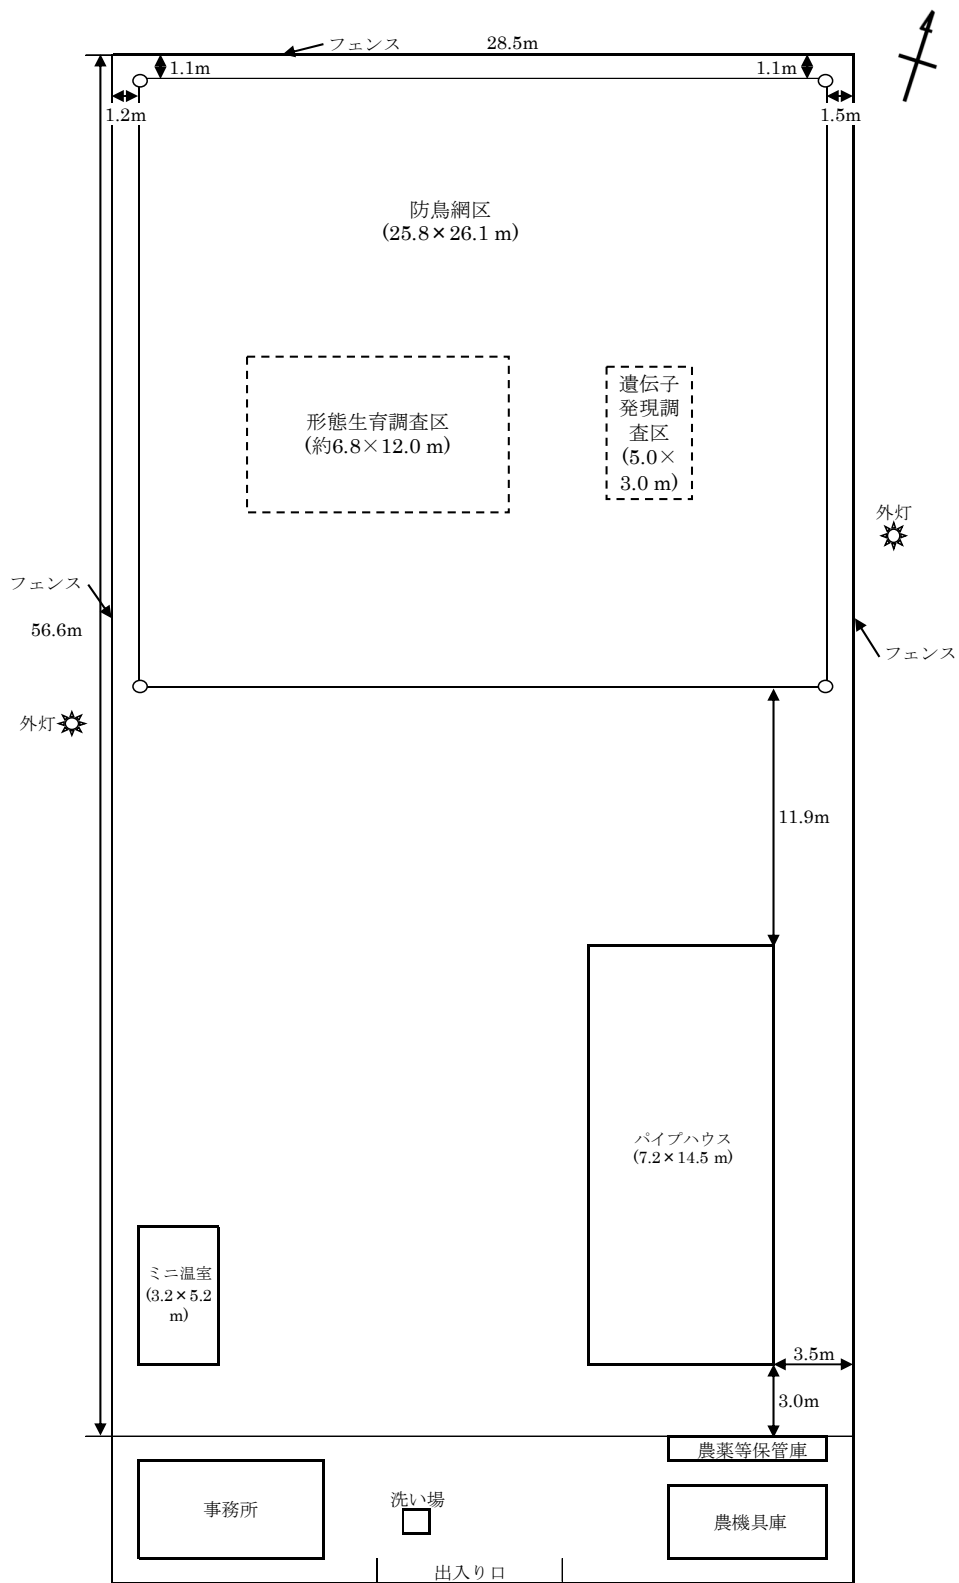 フェンス
28.5m
1.1m
1.1m
1.2m
1.5m
防鳥網区
(25.8×26.1 m)
形態生育調査区
(約6.8×12.0 m)
遺伝子
発現調
査区
(5.0×
3.0 m)
外灯
フェンス
56.6m
フェンス
外灯
11.9m
パイプハウス
(7.2×14.5 m)
ミニ温室
(3.2×5.2
m)
3.5m
3.0m
農薬等保管庫
事務所
洗い場
農機具庫
出入り口